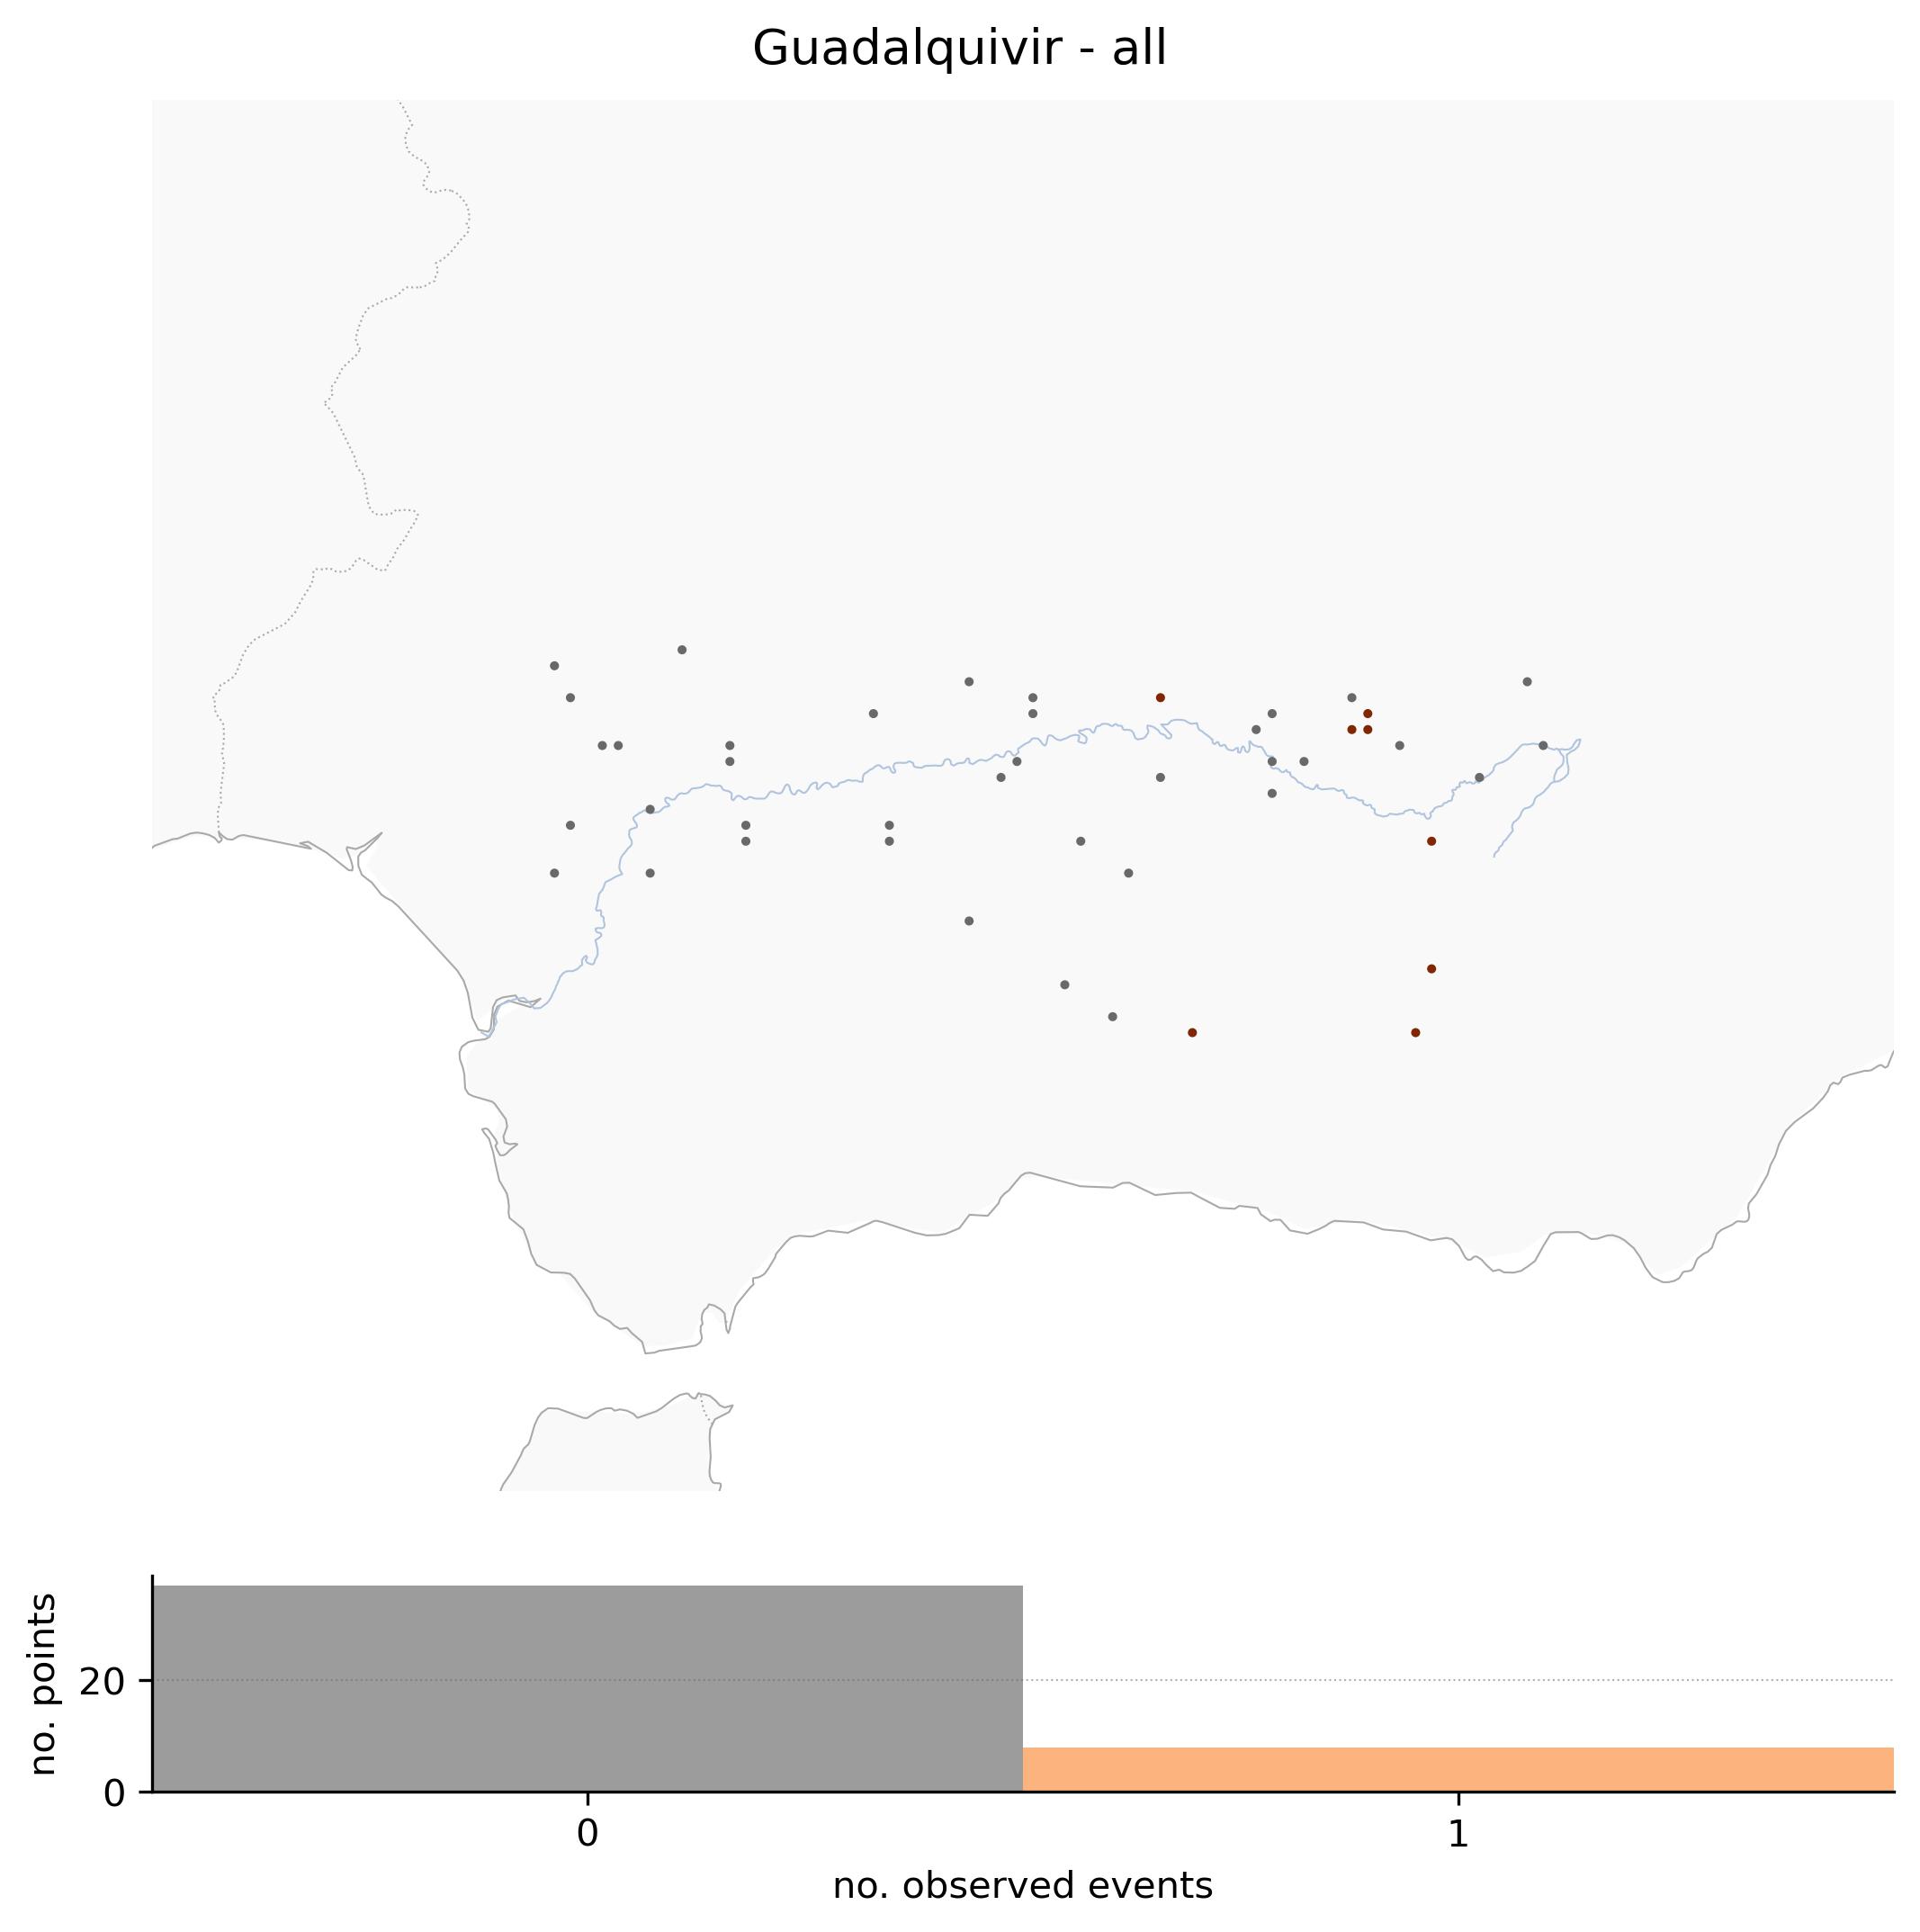 Guadalquivir - all
no. points
20
0
0
1
no. observed events